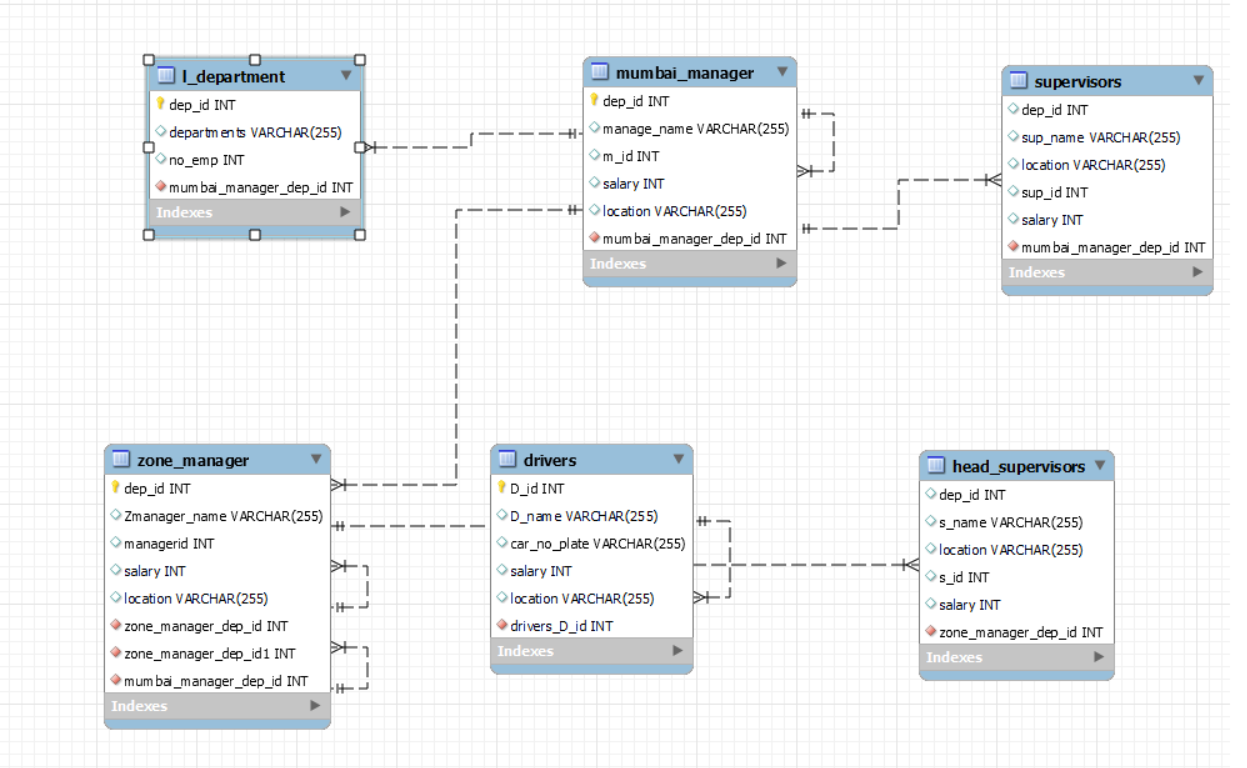 l_department
dep_id INT
departments VARCHAR(255)
no_emp INT
mumbai_manager_dep_id INT
Indexes
mumbai_manager
dep_id INT
manage_name VARCHAR(255)
m_id INT
salary INT
location VARCHAR(255)
mumbai_manager_dep_id INT
Indexes
supervisors
dep_id INT
sup_name VARCHAR(255)
location VARCHAR(255)
sup_id INT
salary INT
mumbai_manager_dep_id INT
Indexes
zone_manager
dep_id INT
Zmanager_name VARCHAR(255)
managerid INT
salary INT
location VARCHAR(255)
zone_manager_dep_id INT
zone_manager_dep_id1 INT
mumbai_manager_dep_id INT
Indexes
drivers
D_id INT
D_name VARCHAR(255)
car_no_plate VARCHAR(255)
salary INT
location VARCHAR(255)
drivers_D_id INT
Indexes
head_supervisors
dep_id INT
s_name VARCHAR(255)
location VARCHAR(255)
s_id INT
salary INT
zone_manager_dep_id INT
Indexes